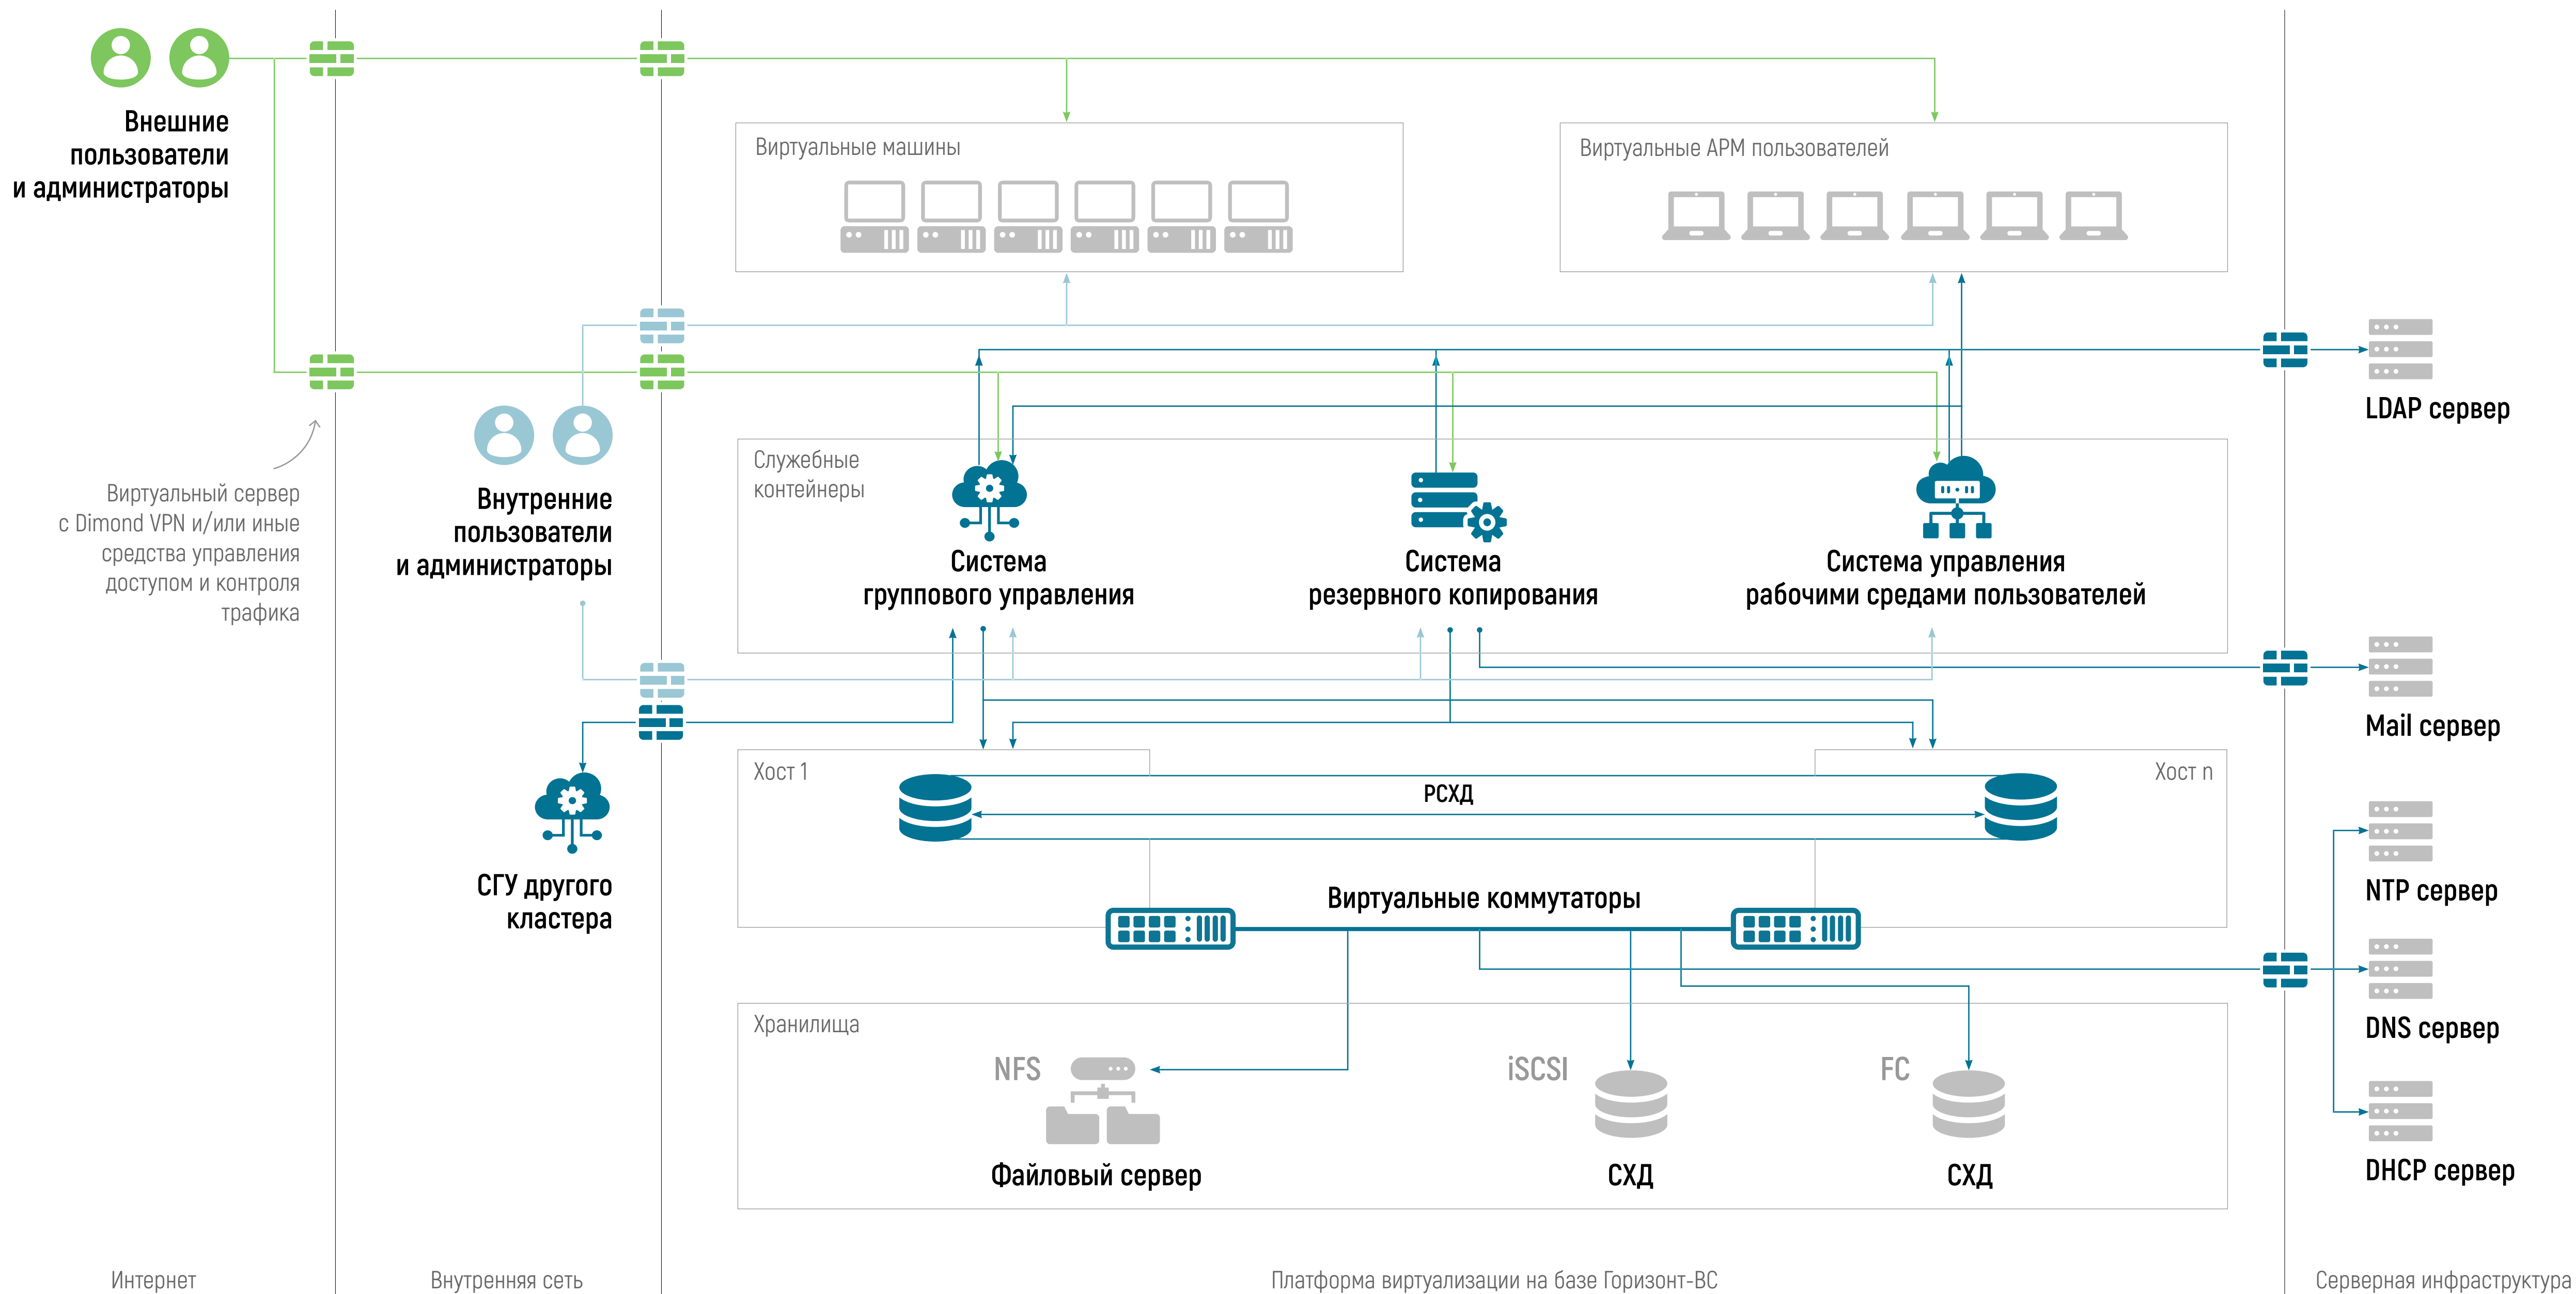 Внешние
пользователи
и администраторы
Виртуальные машины
Виртуальные АРМ пользователей
LDAP сервер
Виртуальный сервер
с Dimond VPN и/или иные
средства управления
доступом и контроля
трафика
Внутренние
пользователи
и администраторы
Служебные
контейнеры
Система
группового управления
Система
резервного копирования
Система управления
рабочими средами пользователей
Mail сервер
СГУ другого
кластера
Хост 1
РСХД
Хост n
Виртуальные коммутаторы
NTP сервер
DNS сервер
DHCP сервер
Хранилища
NFS
Файловый сервер
iSCSI
СХД
FC
СХД
Интернет
Внутренняя сеть
Платформа виртуализации на базе Горизонт-ВС
Серверная инфраструктура